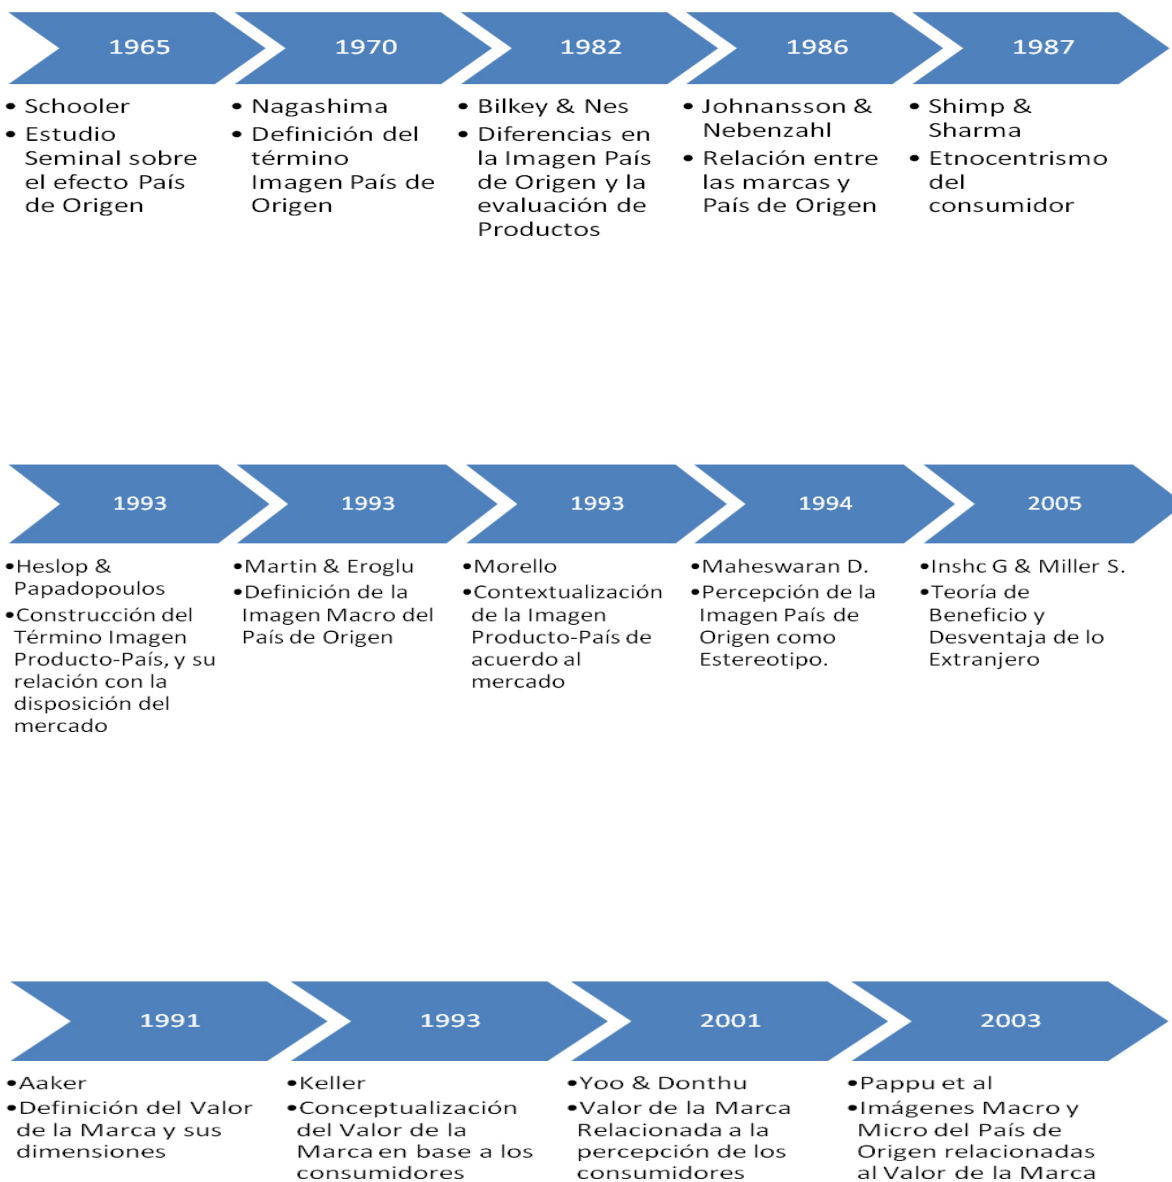 1965
1970
1982
1986
1987
• Schooler
• Estudio
Seminal sobre
el efecto País
de Origen
• Nagashima
• Definición del
término
Imagen País de
Origen
• Bilkey & Nes
• Diferencias en
la Imagen País
de Origen y la
evaluación de
Productos
• Johnansson &
Nebenzahl
• Relación entre
las marcas y
País de Origen
• Shimp &
Sharma
• Etnocentrismo
del
consumidor
1993
1993
1993
1994
2005
•Heslop &
Papadopoulos
•Construcción del
Término Imagen
Producto-País, y su
relación con la
disposición del
mercado
•Martin & Eroglu
•Definición de la
Imagen Macro del
País de Origen
•Morello
•Contextualización
de la Imagen
Producto-País de
acuerdo al
mercado
•Maheswaran D.
•Percepción de la
Imagen País de
Origen como
Estereotipo.
•Inshc G & Miller S.
•Teoría de
Beneficio y
Desventaja de lo
Extranjero
1991
1993
2001
2003
•Aaker
•Definición del Valor
de la Marca y sus
dimensiones
•Keller
•Conceptualización
del Valor de la
Marca en base a los
consumidores
•Yoo & Donthu
•Valor de la Marca
Relacionada a la
percepción de los
consumidores
•Pappu et al
•Imágenes Macro y
Micro del País de
Origen relacionadas
al Valor de la Marca